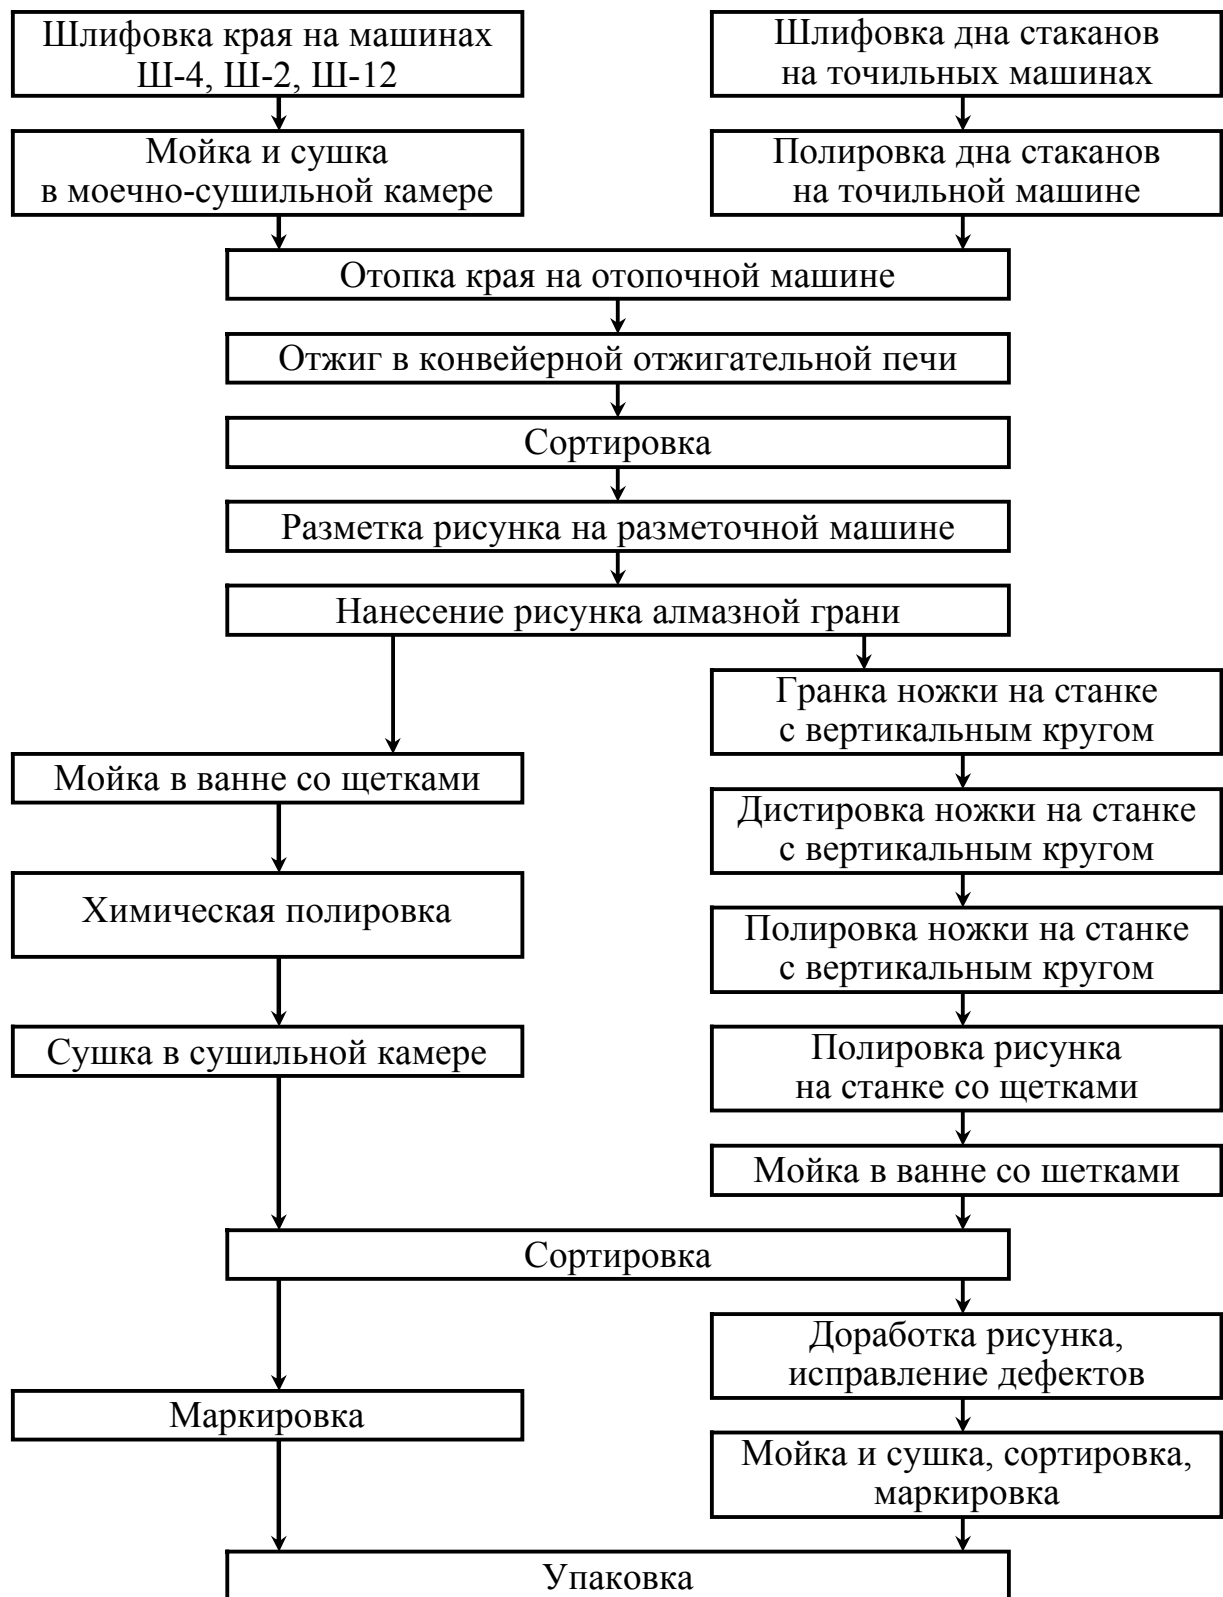 Шлифовка края на машинах
Ш-4, Ш-2, Ш-12
Шлифовка дна стаканов
на точильных машинах
Мойка и сушка
в моечно-сушильной камере
Полировка дна стаканов
на точильной машине
Отопка края на отопочной машине
Отжиг в конвейерной отжигательной печи
Сортировка
Разметка рисунка на разметочной машине
Нанесение рисунка алмазной грани
Гранка ножки на станке
с вертикальным кругом
Мойка в ванне со щетками
Дистировка ножки на станке
с вертикальным кругом
Химическая полировка
Полировка ножки на станке
с вертикальным кругом
Сушка в сушильной камере
Полировка рисунка
на станке со щетками
Мойка в ванне со шетками
Сортировка
Доработка рисунка,
исправление дефектов
Маркировка
Мойка и сушка, сортировка,
маркировка
Упаковка